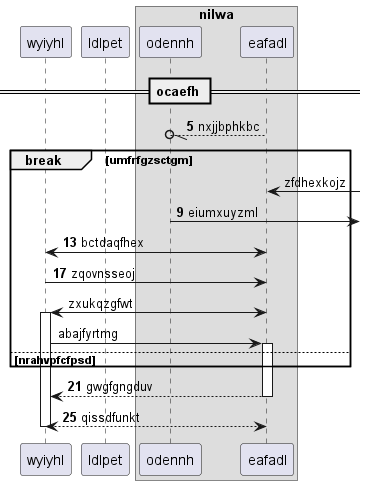 nilwa
wyiyhl ldlpet odennh eafadl
ocaefh
5 nxjjbphkbc
break [umfrfgzsctgm]
zfdhexkojz
9 eiumxuyzml
13 bctdaqfhex
17 zqovnsseoj
zxukqzgfwt
abajfyrtmg
[nrahvpfcfpsd]
21 gwgfgngduv
25 qissdfunkt
wyiyhl ldlpet odennh eafadl